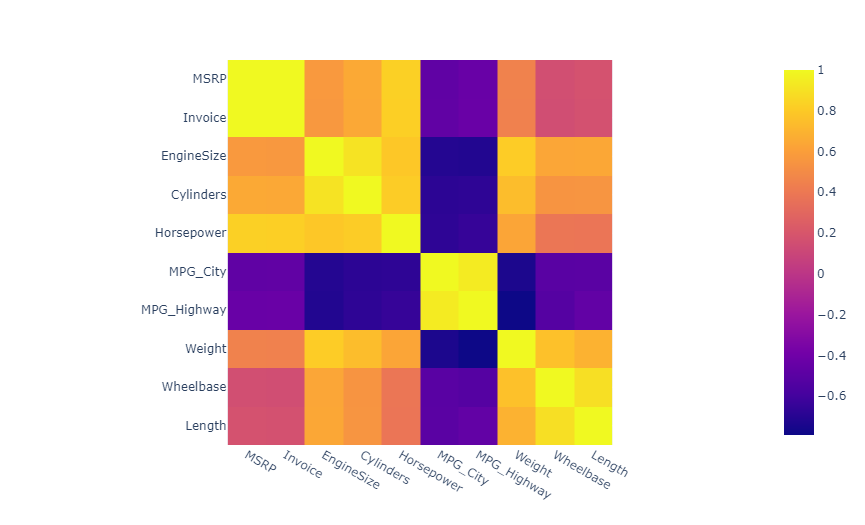 MSRP
Invoice
EngineSize
Cylinders
Horsepower
MPG_City
MPG_Highway
Weight
Wheelbase
Length
MSRP
Invoice
EngineSize
Cylinders
Horsepower
MPG_City
MPG_Highway
Weight
Wheelbase
Length
1
0.8
0.6
0.4
0.2
0
−0.2
−0.4
−0.6